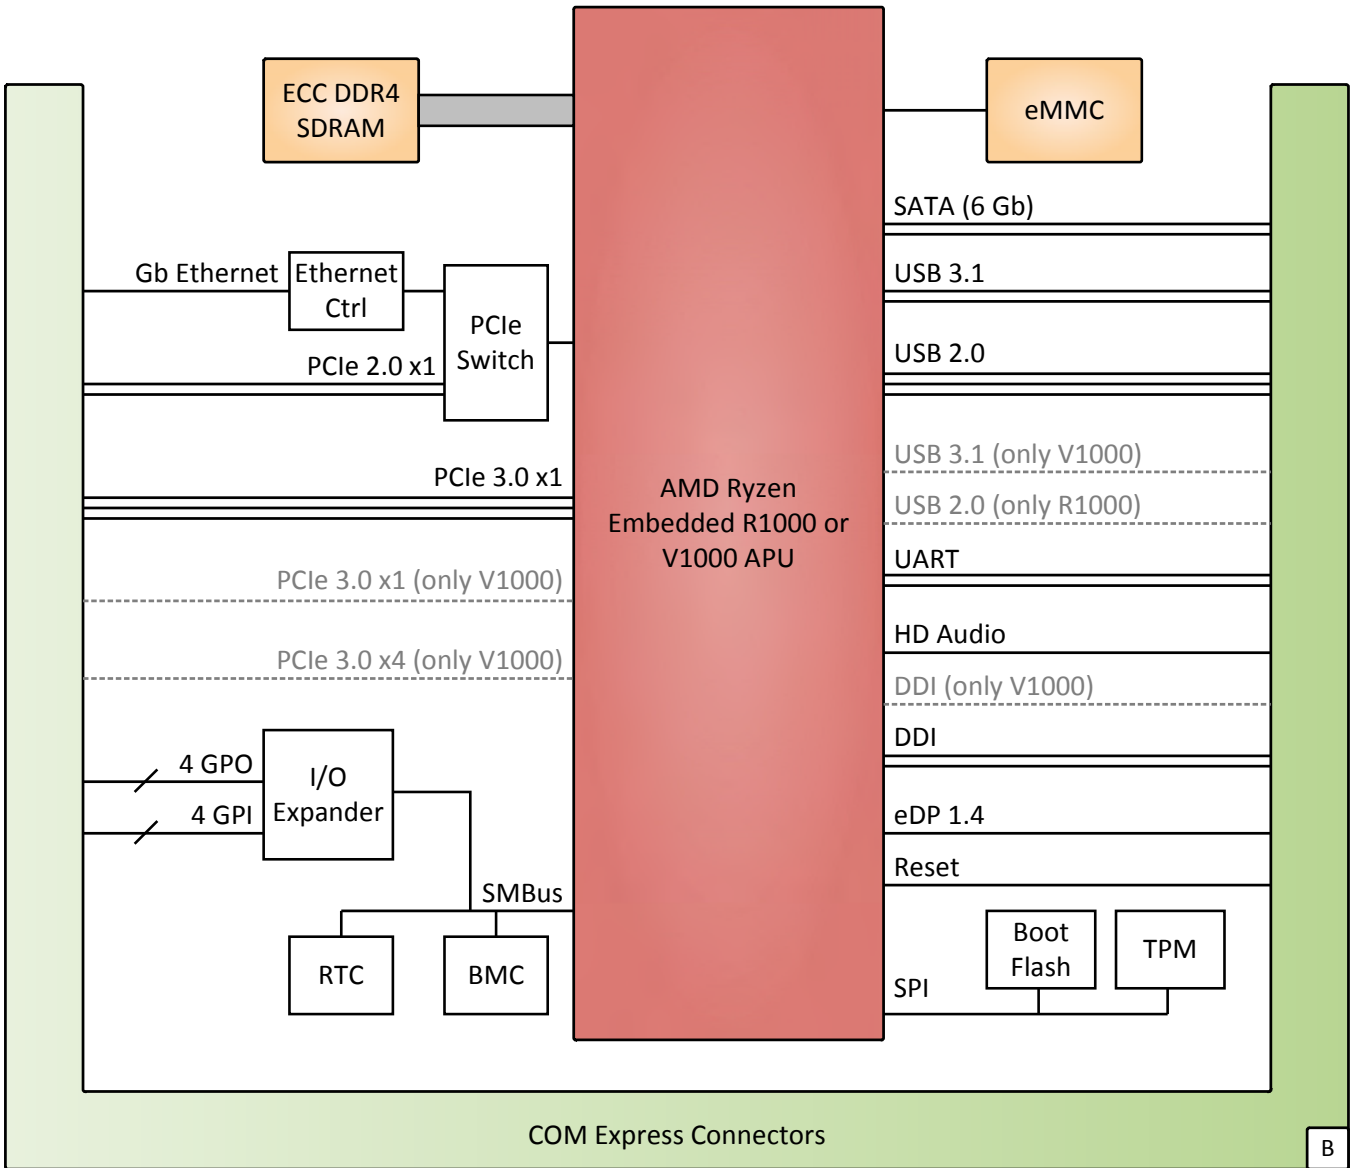 ECC DDR4
SDRAM
eMMC
SATA (6 Gb)
Gb Ethernet
Ethernet
Ctrl
USB 3.1
PCIe
Switch
PCIe 2.0 x1
USB 2.0
PCIe 3.0 x1
AMD Ryzen
Embedded R1000 or
V1000 APU
USB 3.1 (only V1000)
USB 2.0 (only R1000)
UART
PCIe 3.0 x1 (only V1000)
PCIe 3.0 x4 (only V1000)
HD Audio
DDI (only V1000)
DDI
4 GPO
4 GPI
I/O
Expander
eDP 1.4
Reset
SMBus
RTC
BMC
Boot
Flash
TPM
SPI
COM Express Connectors
B